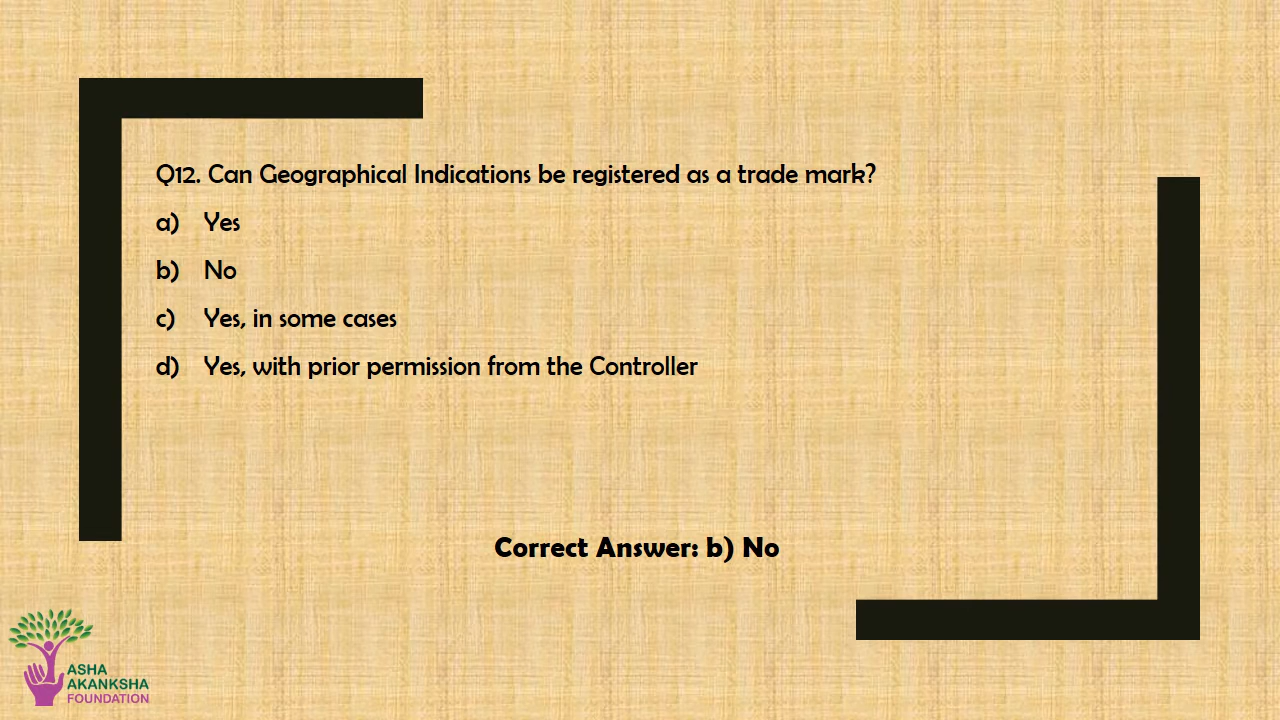 Q12. Can Geographical Indications be registered as a trade mark?
a) Yes
b) No
c) Yes, in some cases
d) Yes, with prior permission from the Controller
Correct Answer: b) No
ASHA
AKANKSHA
FOUNDATION